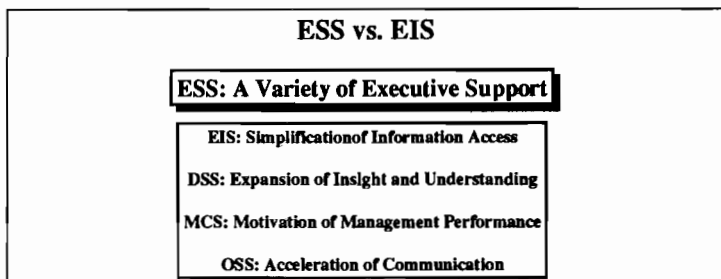 ESS vs. EIS
ESS: A Variety of Executive Support
EIS: Simplificationof Information Access
DSS: Expansion of Insight and Understanding
MCS: Motivation of Management Performance
OSS: Acceleration of Communication